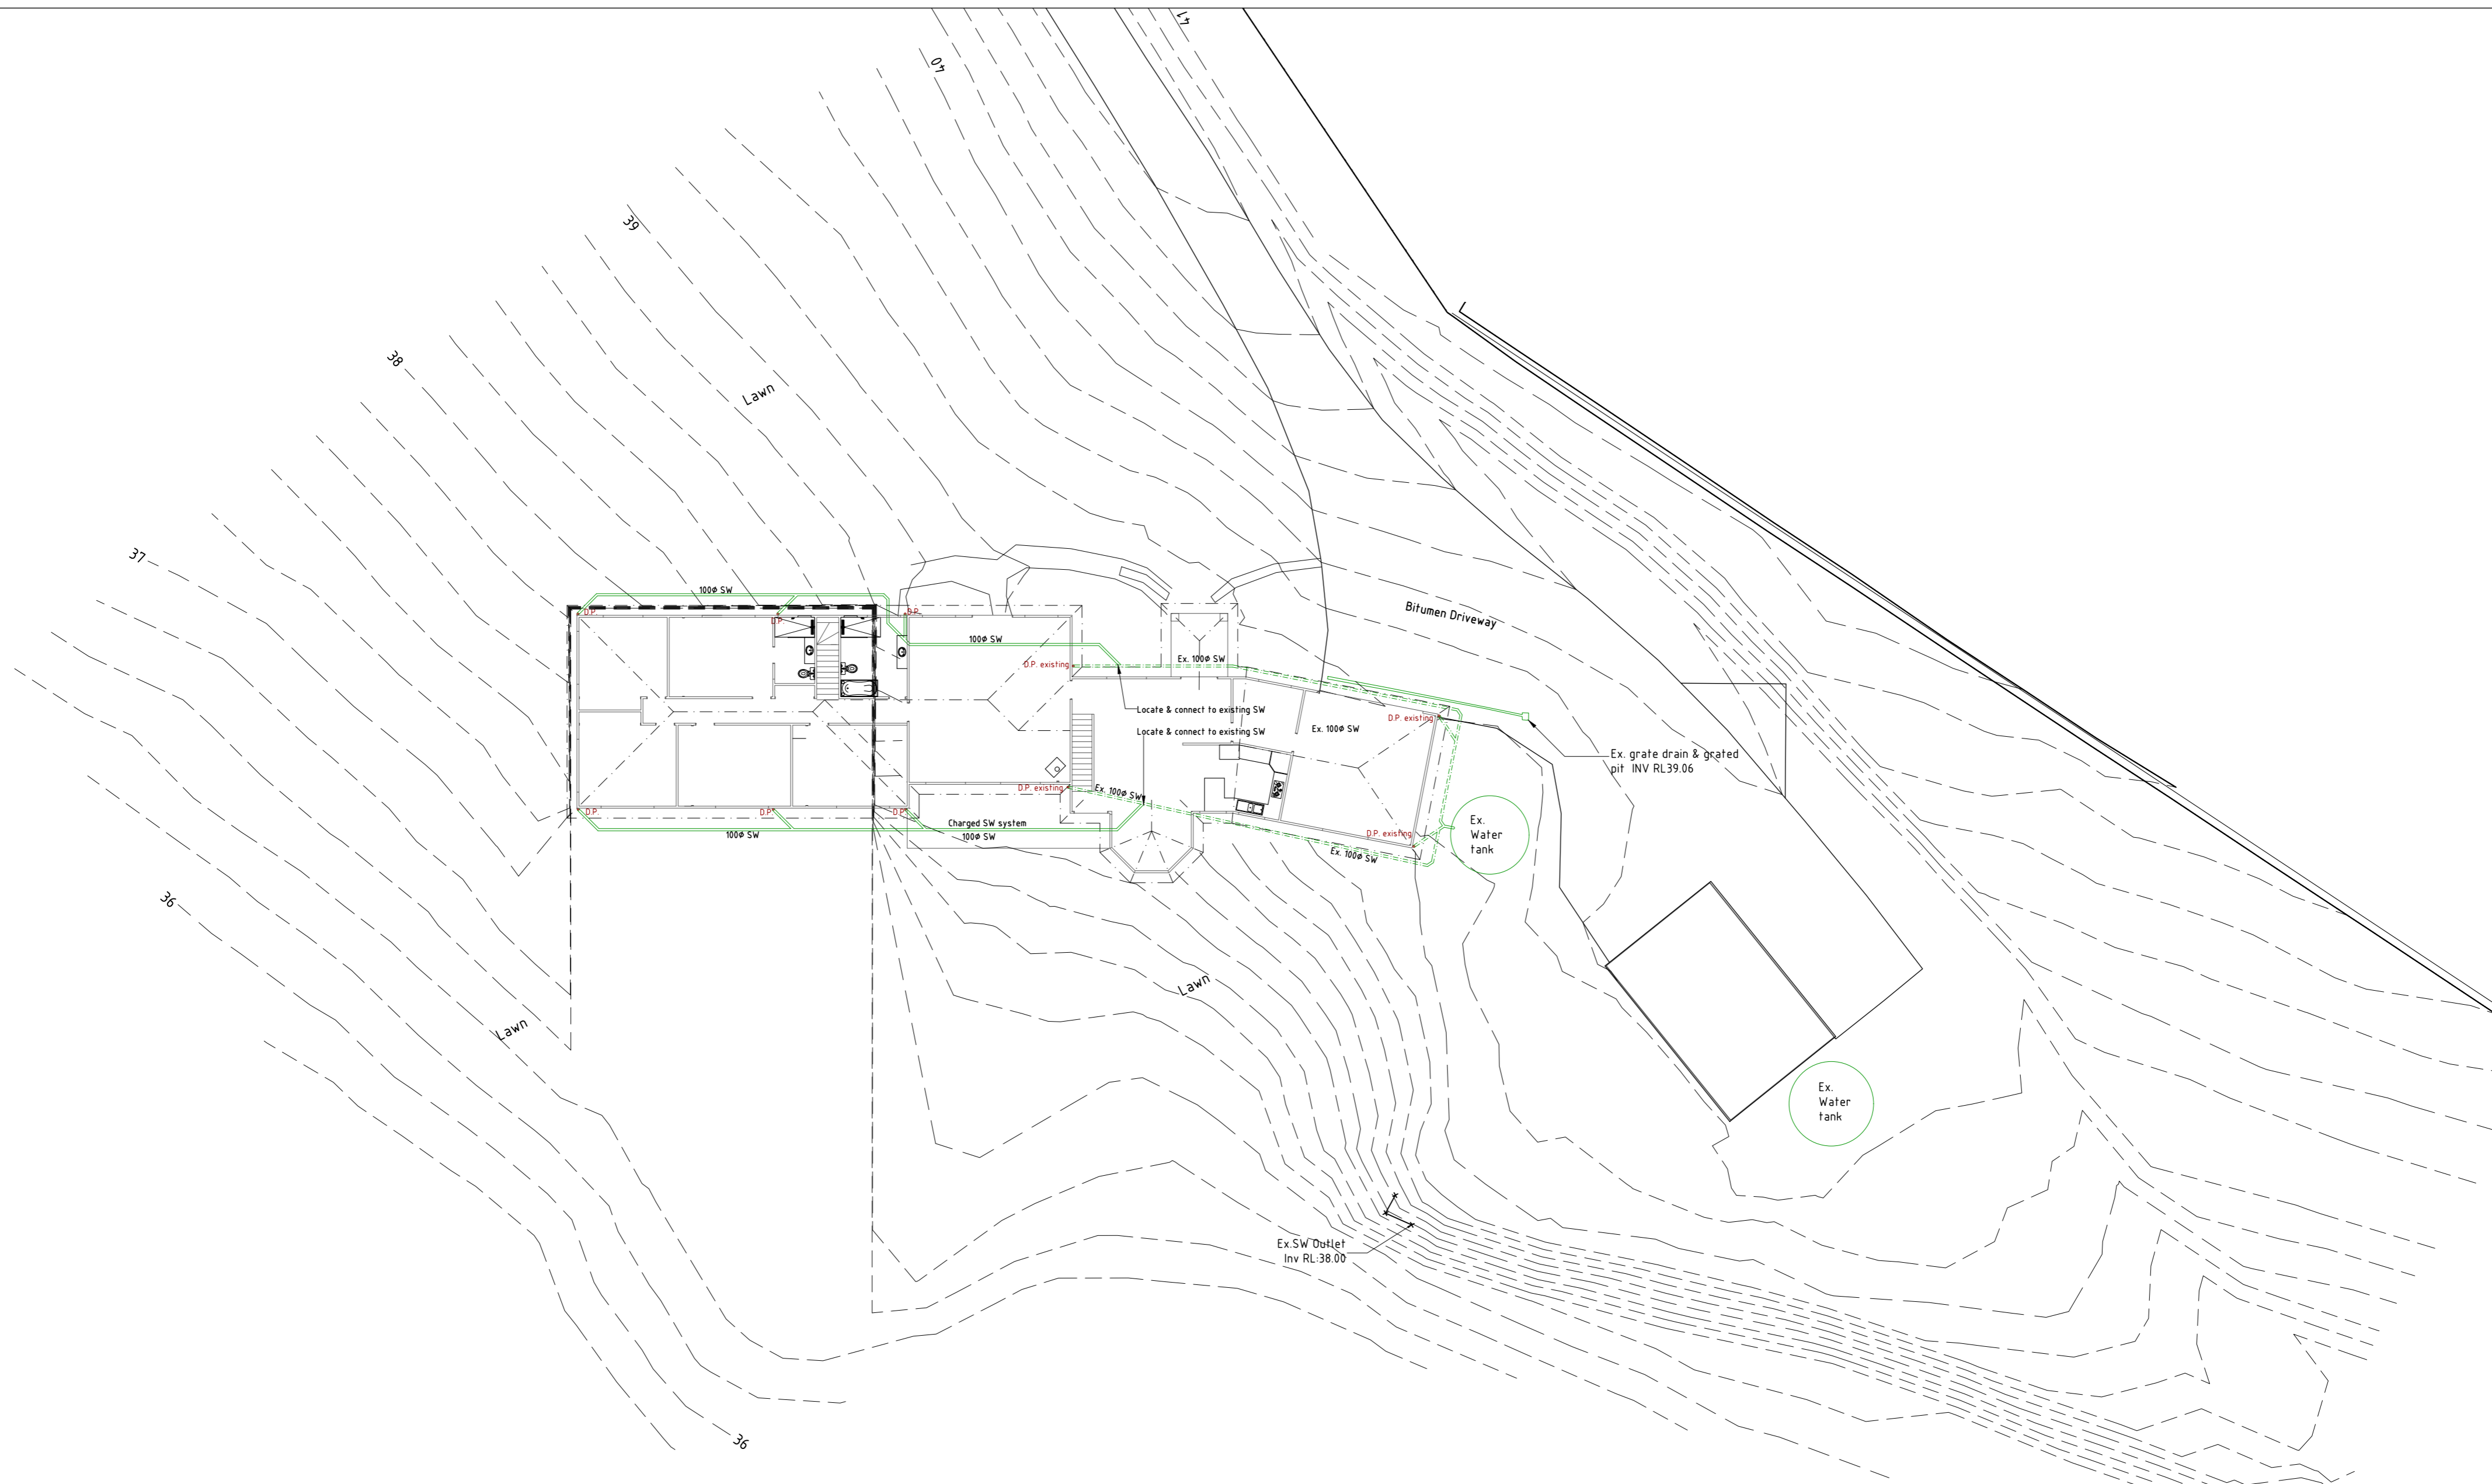 41
40
39
38
Lawn
37
100ø SW
D.P.
D.P.
D.P.
100ø SW
Bitumen Driveway
D.P. existing
Ex. 100ø SW
Locate & connect to existing SW
D.P. existing
Locate & connect to existing SW
Ex. 100ø SW
Ex. grate drain & grated
pit INV RL39.06
D.P. existing
Ex. 100ø SW
D.P.
D.P.
D.P.
Charged SW system
100ø SW
100ø SW
D.P. existing
Ex. 100ø SW
Ex.
Water
tank
36
Lawn
Lawn
Ex.
Water
tank
Ex.SW Outlet
Inv RL:38.00
36